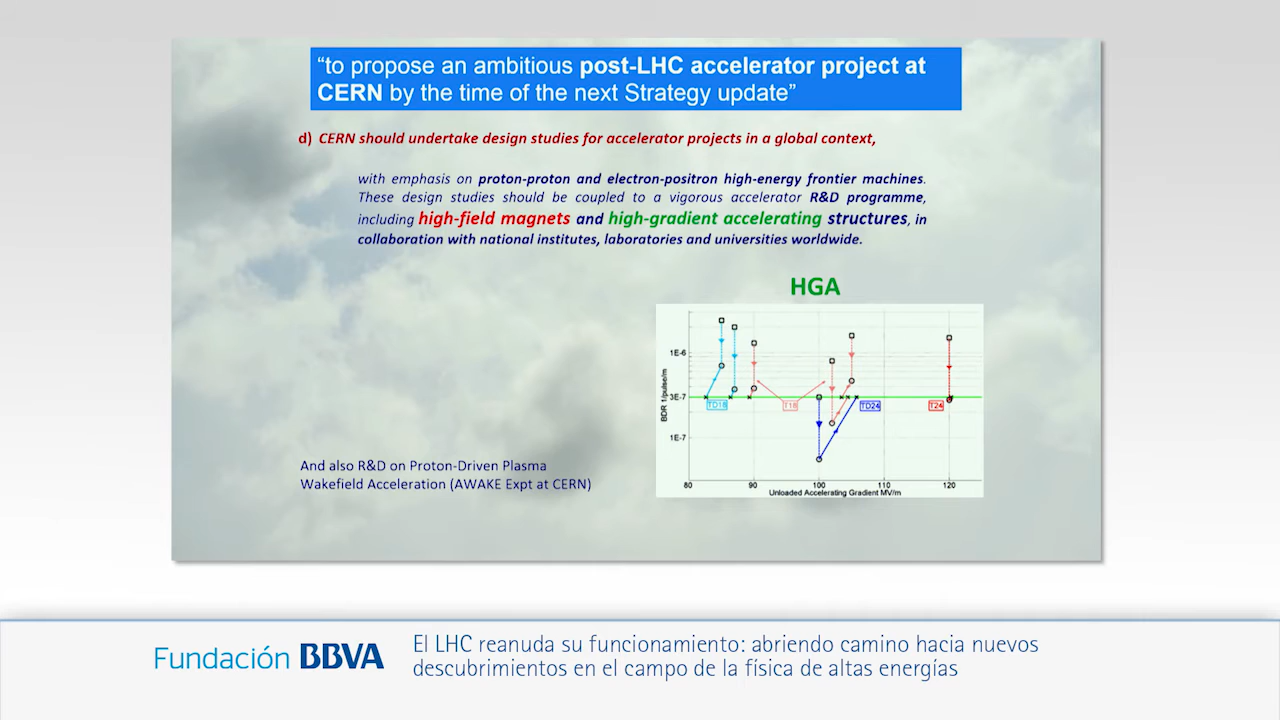 “to propose an ambitious post-LHC accelerator project at
CERN by the time of the next Strategy update”
d) CERN should undertake design studies for accelerator projects in a global context,
with emphasis on proton-proton and electron-positron high-energy frontier machines.
These design studies should be coupled to a vigorous accelerator R&D programme,
including high-field magnets and high-gradient accelerating structures, in
collaboration with national institutes, laboratories and universities worldwide.
HGA
BDR 1/pulse/m
1E-6
3E-7
1E-7
TD18
T18
TD24
T24
80
90
100
110
120
Unloaded Accelerating Gradient MV/m
And also R&D on Proton-Driven Plasma
Wakefield Acceleration (AWAKE Expt at CERN)
Fundación BBVA
El LHC reanuda su funcionamiento: abriendo camino hacia nuevos
descubrimientos en el campo de la física de altas energías